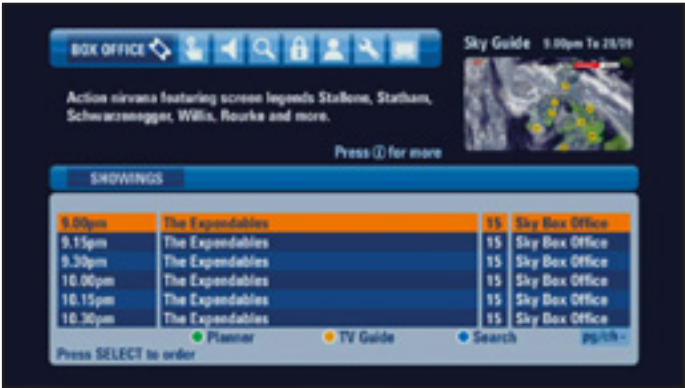 BOX OFFICE
Sky Guide 9.00pm Tu 28/09
Action nirvana featuring screen legends Stallone, Statham,
Schwarzenegger, Willis, Rourke and more.
Press i for more
SHOWINGS
9.00pm The Expendables 15 Sky Box Office
9.15pm The Expendables 15 Sky Box Office
9.30pm The Expendables 15 Sky Box Office
10.00pm The Expendables 15 Sky Box Office
10.15pm The Expendables 15 Sky Box Office
10.30pm The Expendables 15 Sky Box Office
Planner TV Guide Search pg/ch-
Press SELECT to order